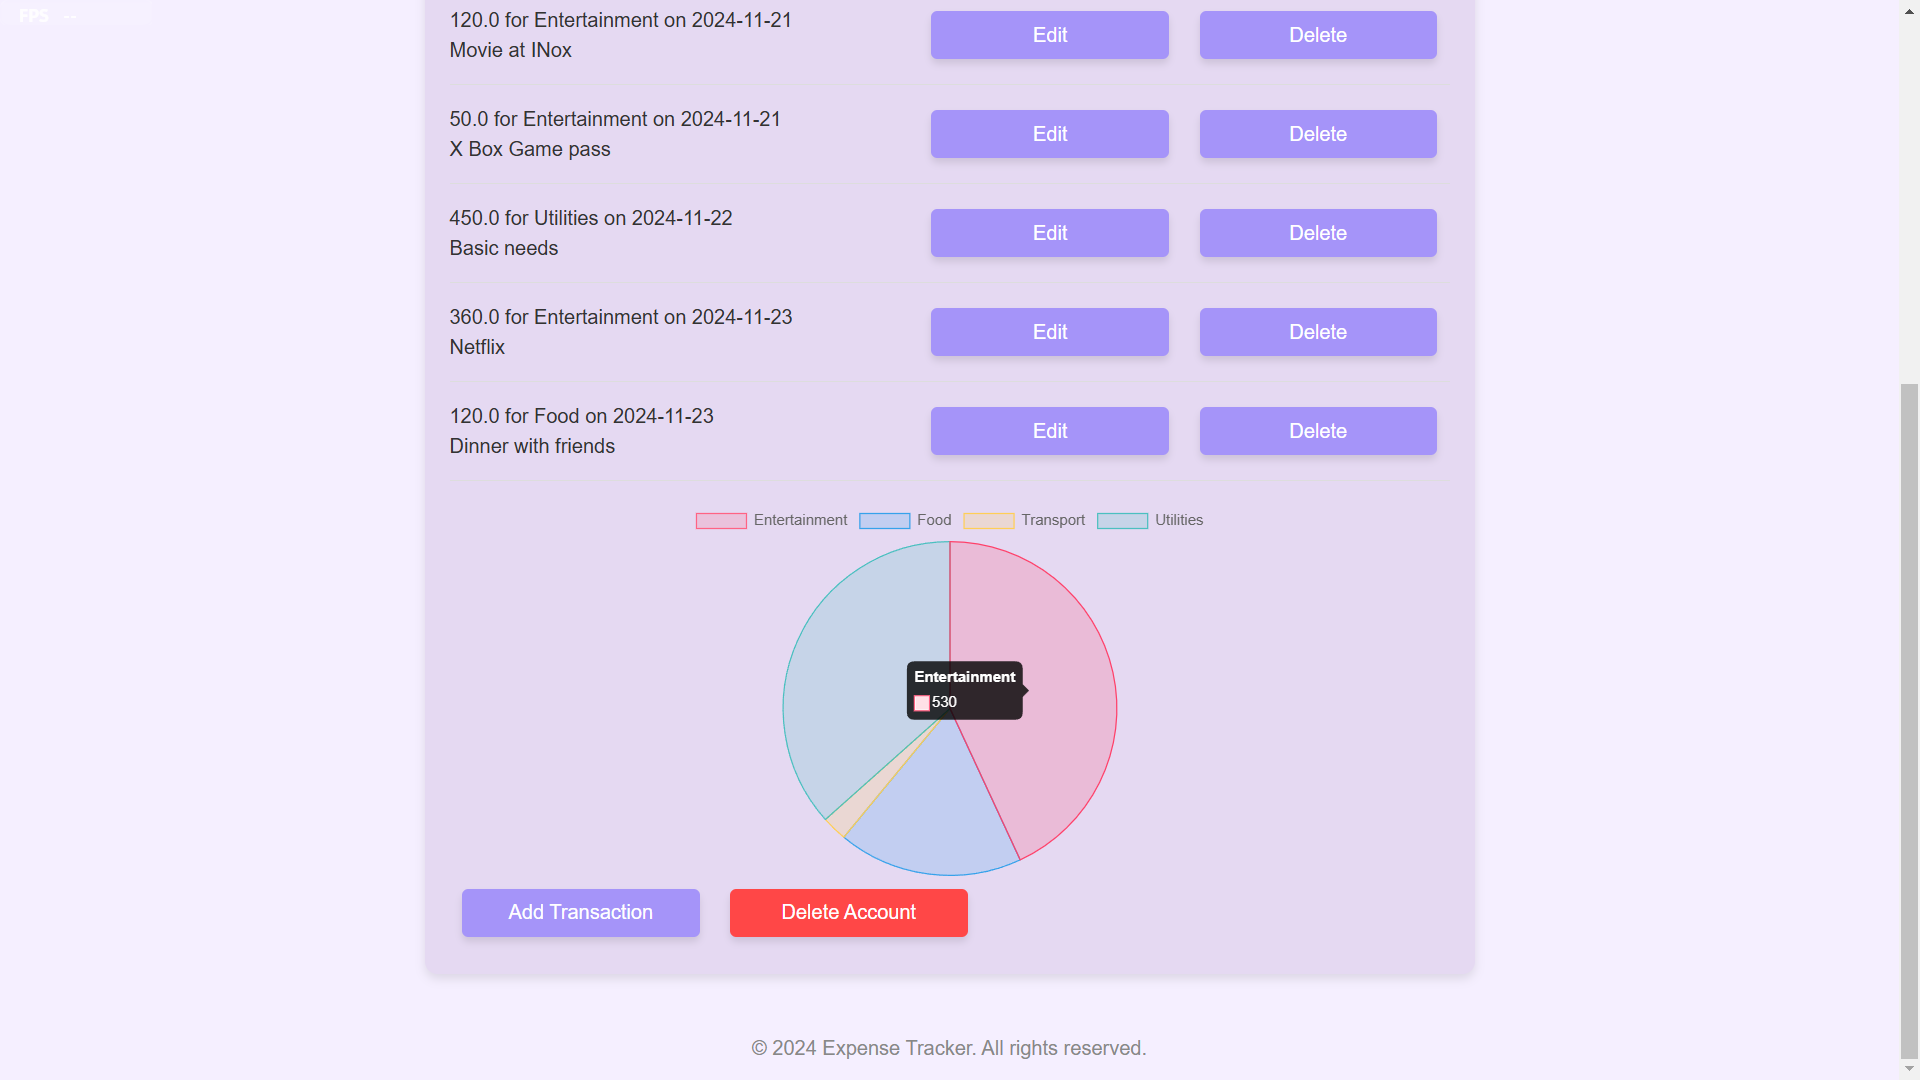 FPS --
120.0 for Entertainment on 2024-11-21
Movie at INox
Edit
Delete
50.0 for Entertainment on 2024-11-21
X Box Game pass
Edit
Delete
450.0 for Utilities on 2024-11-22
Basic needs
Edit
Delete
360.0 for Entertainment on 2024-11-23
Netflix
Edit
Delete
120.0 for Food on 2024-11-23
Dinner with friends
Edit
Delete
Entertainment Food Transport Utilities
Entertainment
530
Add Transaction
Delete Account
© 2024 Expense Tracker. All rights reserved.